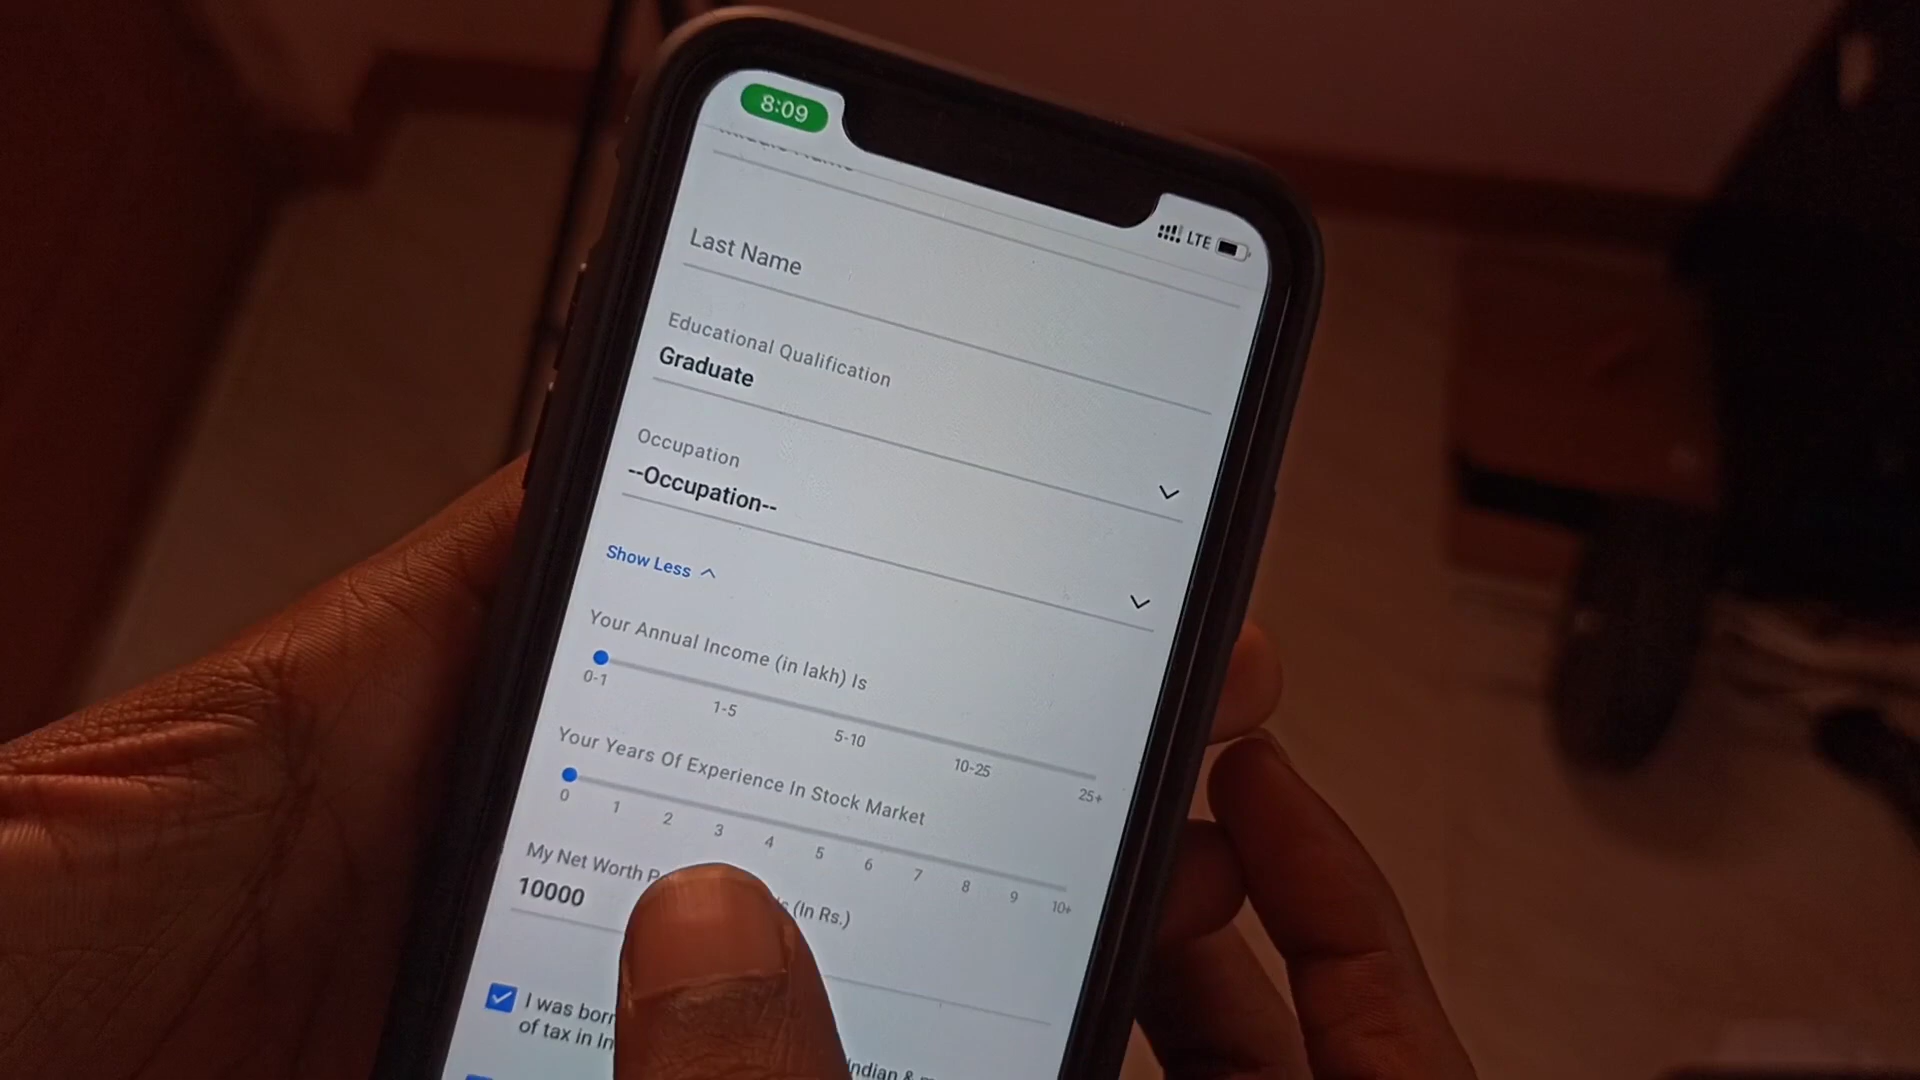 8:09
LTE
Last Name
Educational Qualification
Graduate
Occupation
--Occupation--
Show Less
Your Annual Income (in lakh) Is
0-1 1-5 5-10 10-25 25+
Your Years Of Experience In Stock Market
0 1 2 3 4 5 6 7 8 9 10+
My Net Worth (In Rs.)
10000
I was born
of tax in Indian &